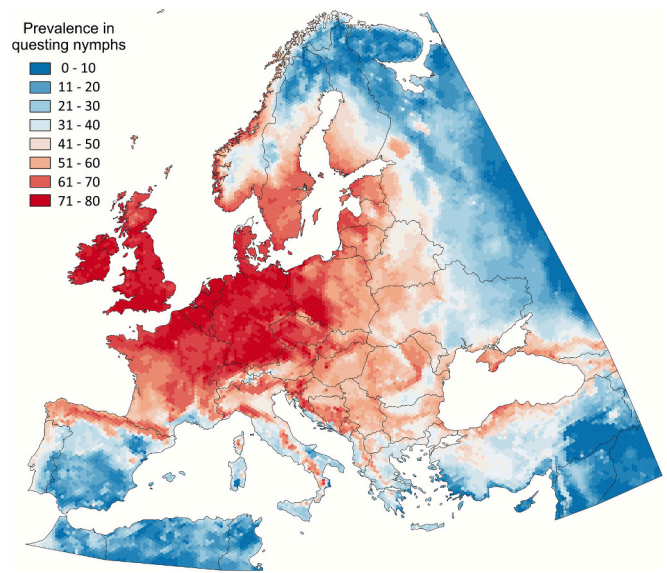 Prevalence in
questing nymphs
0 - 10
11 - 20
21 - 30
31 - 40
41 - 50
51 - 60
61 - 70
71 - 80